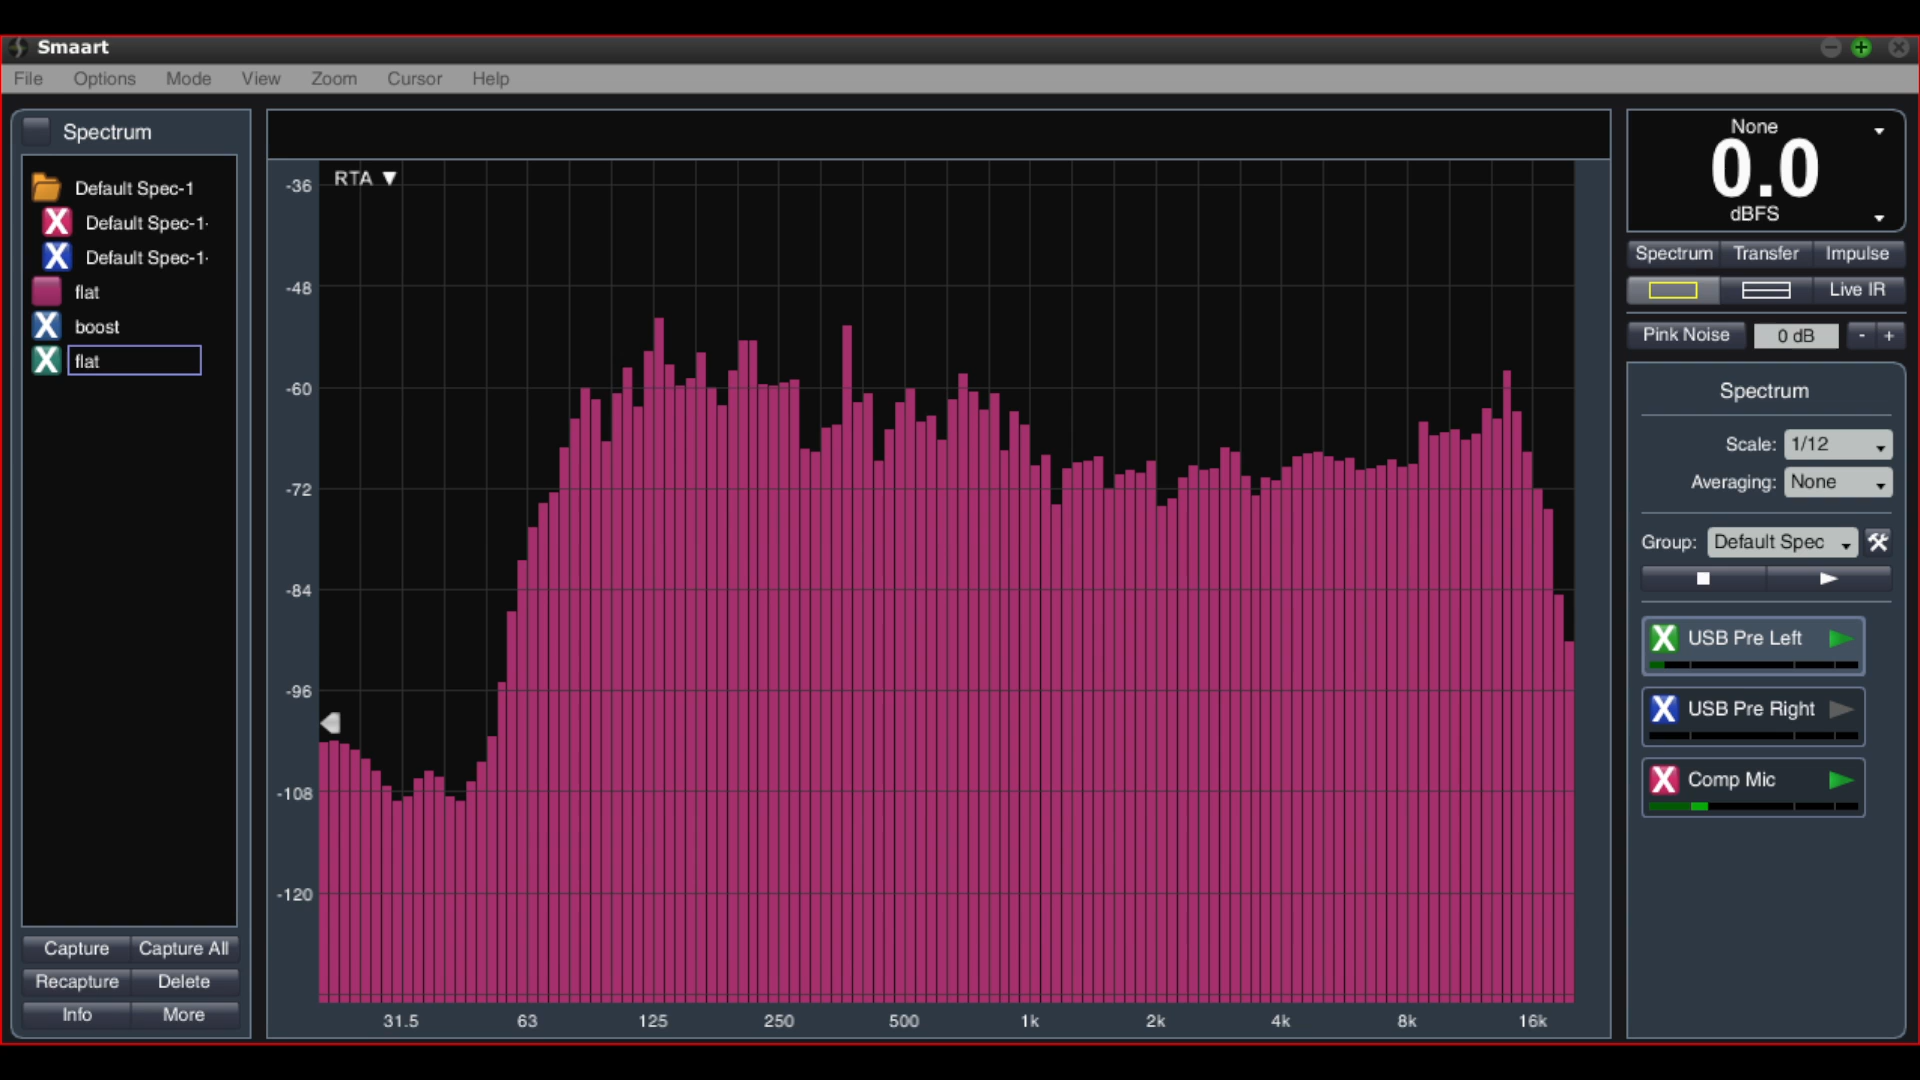 Smaart
File Options Mode View Zoom Cursor Help
Spectrum
Default Spec-1
X Default Spec-1-
X Default Spec-1-
flat
X boost
X flat
Capture Capture All
Recapture Delete
Info More
RTA
-36
-48
-60
-72
-84
-96
-108
-120
31.5 63 125 250 500 1k 2k 4k 8k 16k
None
0.0
dBFS
Spectrum Transfer Impulse
Live IR
Pink Noise 0 dB - +
Spectrum
Scale: 1/12
Averaging: None
Group: Default Spec
X USB Pre Left
X USB Pre Right
X Comp Mic